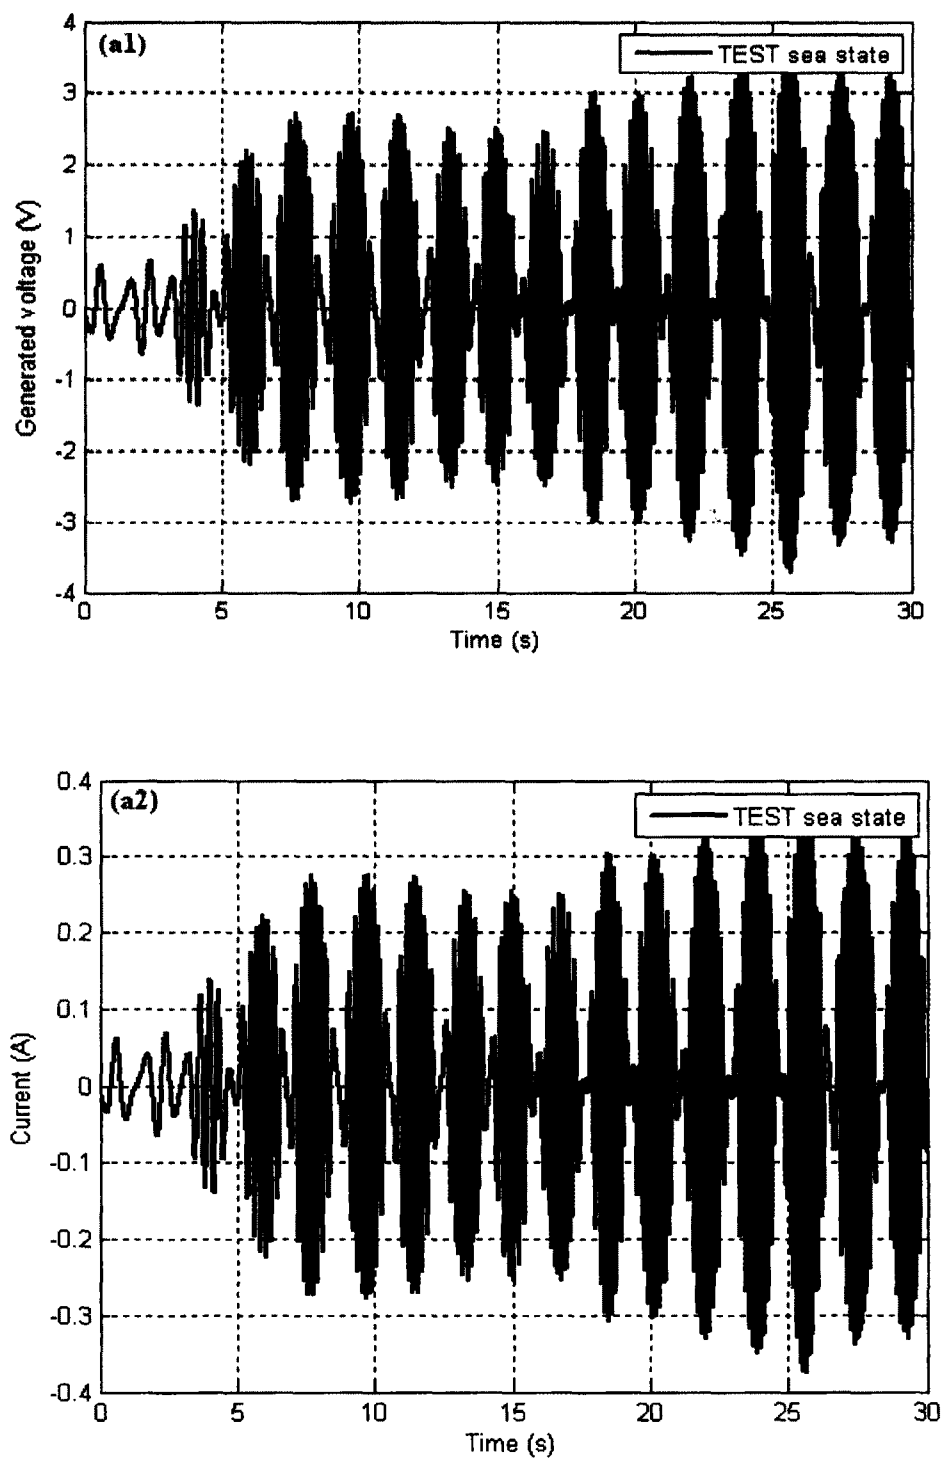 4
(a1)
TEST sea state
3
2
1
0
-1
-2
-3
-4
Generated voltage (V)
0 5 10 15 20 25 30
Time (s)
0.4
(a2)
TEST sea state
0.3
0.2
0.1
0
-0.1
-0.2
-0.3
-0.4
Current (A)
0 5 10 15 20 25 30
Time (s)